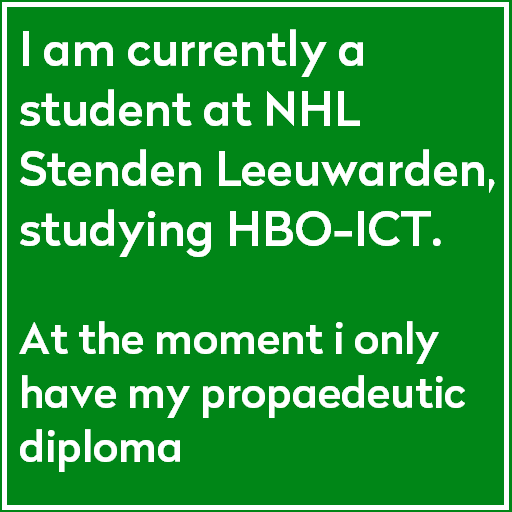 I am currently a
student at NHL
Stenden Leeuwarden,
studying HBO-ICT.
At the moment i only
have my propaedeutic
diploma